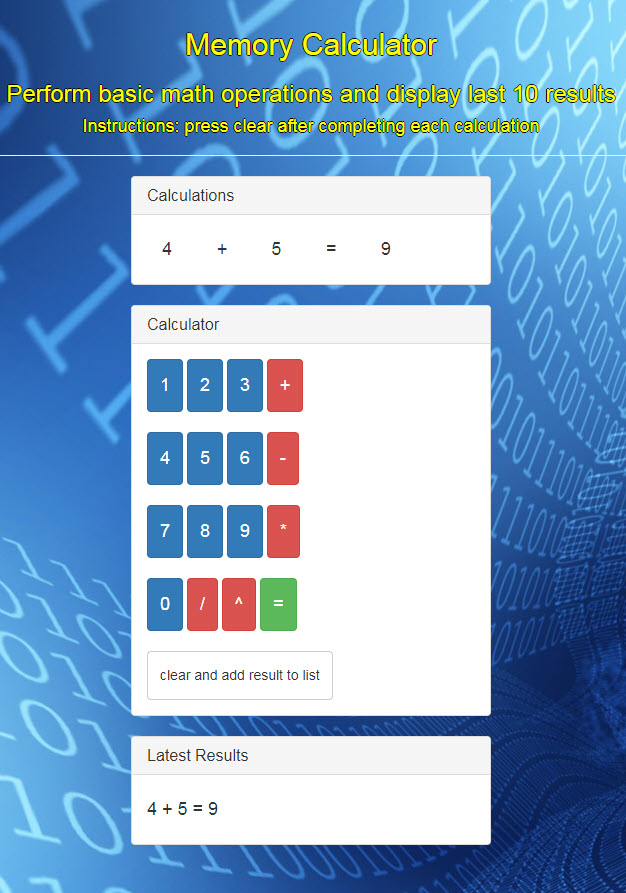 Memory Calculator
Perform basic math operations and display last 10 results
Instructions: press clear after completing each calculation
Calculations
4 + 5 = 9
Calculator
1 2 3 +
4 5 6 -
7 8 9 *
0 / ^ =
clear and add result to list
Latest Results
4 + 5 = 9